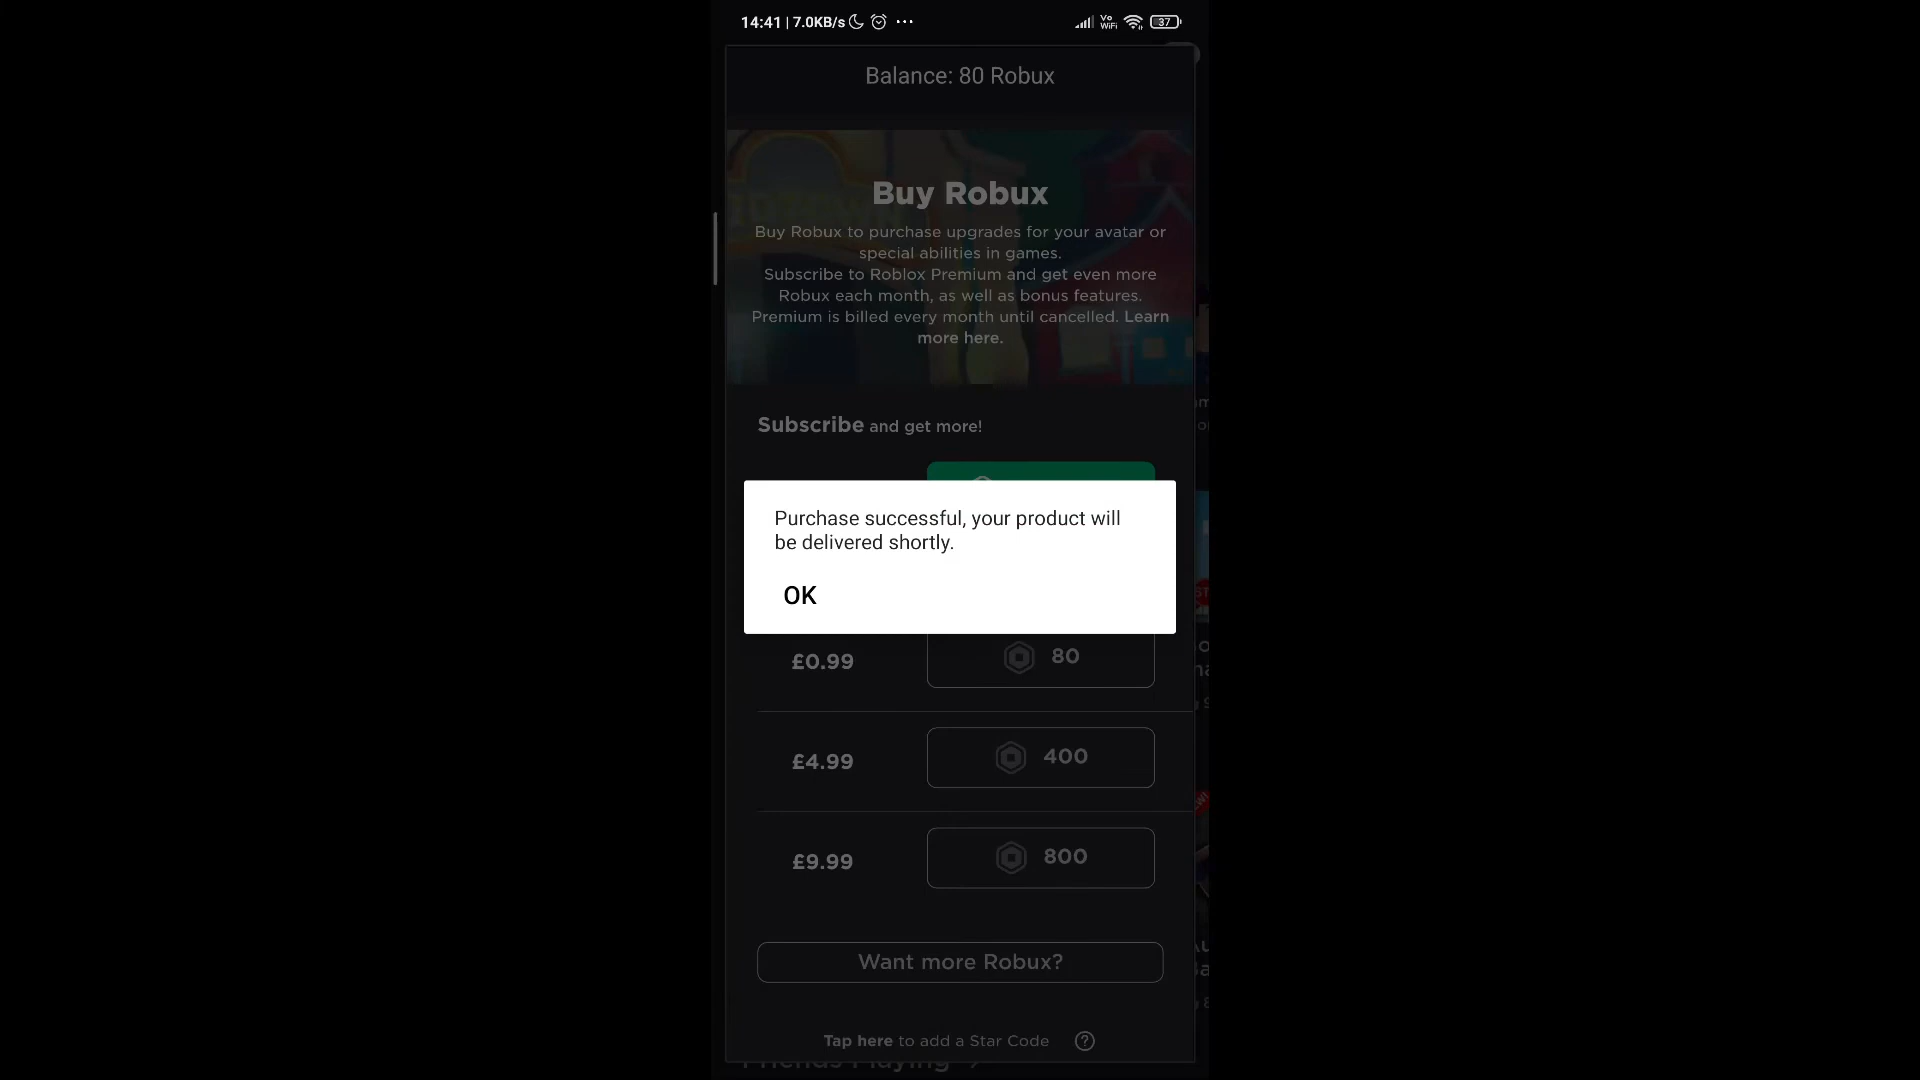 14:41 | 7.0KB/s
Vo
WiFi
37
Balance: 80 Robux
Buy Robux
Buy Robux to purchase upgrades for your avatar or
special abilities in games.
Subscribe to Roblox Premium and get even more
Robux each month, as well as bonus features.
Premium is billed every month until cancelled. Learn
more here.
Subscribe and get more!
Purchase successful, your product will
be delivered shortly.
OK
£0.99 80
£4.99 400
£9.99 800
Want more Robux?
Tap here to add a Star Code ?
Friends Playing